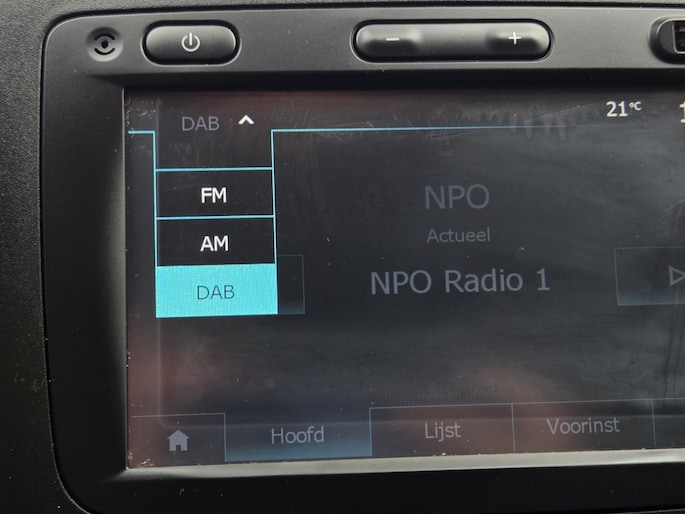 − +
DAB
21°C
FM
AM
DAB
NPO
Actueel
NPO Radio 1
Hoofd
Lijst
Voorinst